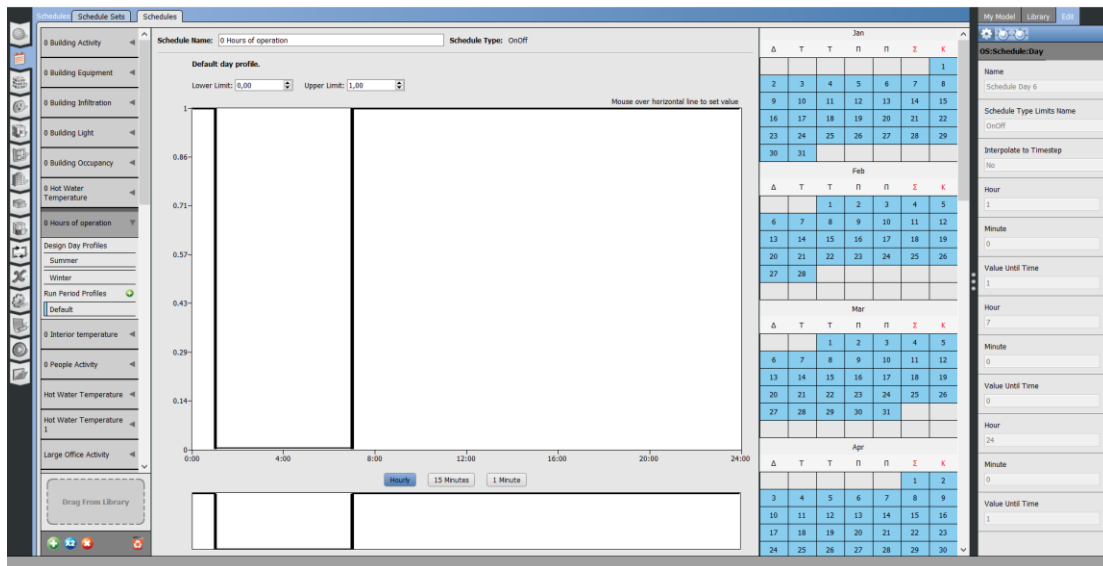 Schedules Schedule Sets Schedules
My Model Library Edit
0 Building Activity
0 Building Equipment
0 Building Infiltration
0 Building Light
0 Building Occupancy
0 Hot Water
Temperature
0 Hours of operation
Design Day Profiles
Summer
Winter
Run Period Profiles
Default
0 Interior temperature
0 People Activity
Hot Water Temperature
Hot Water Temperature
1
Large Office Activity
Drag From Library
X2
Schedule Name: 0 Hours of operation Schedule Type: OnOff
Default day profile.
Lower Limit: 0,00 Upper Limit: 1,00
Mouse over horizontal line to set value
1
0.86
0.71
0.57
0.43
0.29
0.14
0
0:00 4:00 8:00 12:00 16:00 20:00 24:00
Hourly 15 Minutes 1 Minute
Jan
Δ Τ Τ Π Π Σ Κ
1
2 3 4 5 6 7 8
9 10 11 12 13 14 15
16 17 18 19 20 21 22
23 24 25 26 27 28 29
30 31
Feb
Δ Τ Τ Π Π Σ Κ
1 2 3 4 5
6 7 8 9 10 11 12
13 14 15 16 17 18 19
20 21 22 23 24 25 26
27 28
Mar
Δ Τ Τ Π Π Σ Κ
1 2 3 4 5
6 7 8 9 10 11 12
13 14 15 16 17 18 19
20 21 22 23 24 25 26
27 28 29 30 31
Apr
Δ Τ Τ Π Π Σ Κ
1 2
3 4 5 6 7 8 9
10 11 12 13 14 15 16
17 18 19 20 21 22 23
24 25 26 27 28 29 30
OS:Schedule:Day
Name
Schedule Day 6
Schedule Type Limits Name
OnOff
Interpolate to Timestep
No
Hour
1
Minute
0
Value Until Time
1
Hour
7
Minute
0
Value Until Time
0
Hour
24
Minute
0
Value Until Time
1